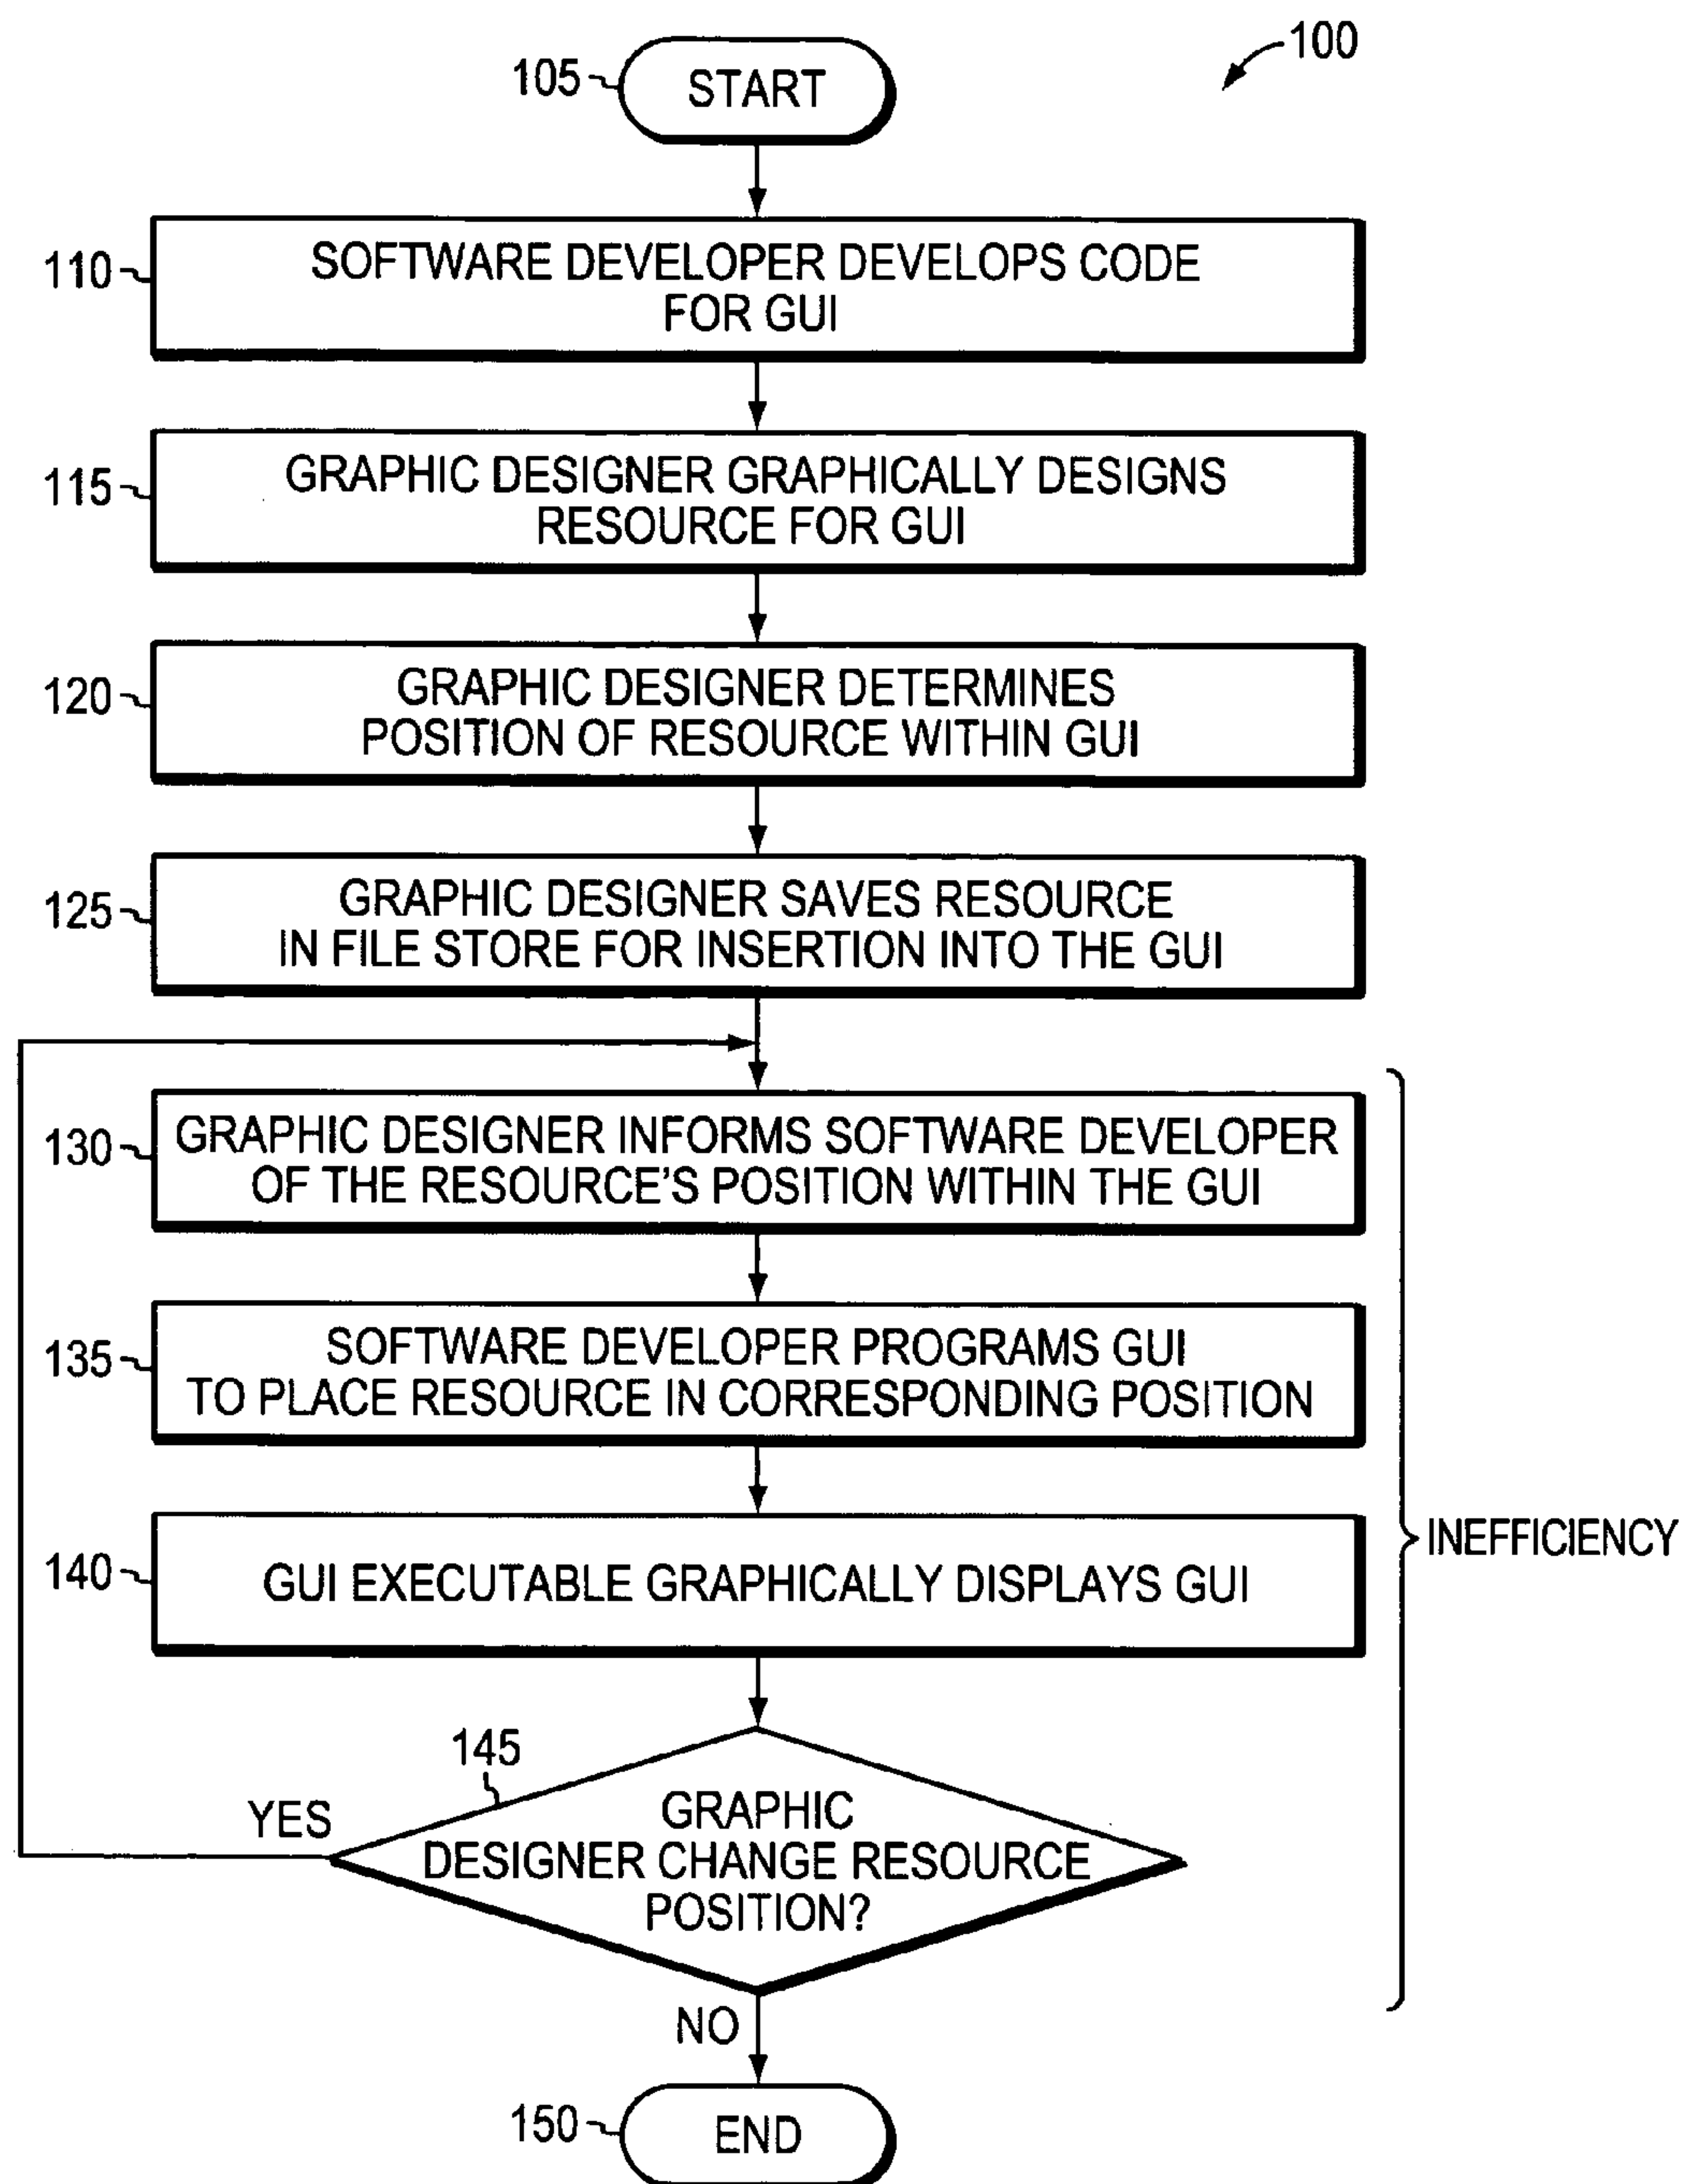 100
105
START
110
SOFTWARE DEVELOPER DEVELOPS CODE
FOR GUI
115
GRAPHIC DESIGNER GRAPHICALLY DESIGNS
RESOURCE FOR GUI
120
GRAPHIC DESIGNER DETERMINES
POSITION OF RESOURCE WITHIN GUI
125
GRAPHIC DESIGNER SAVES RESOURCE
IN FILE STORE FOR INSERTION INTO THE GUI
130
GRAPHIC DESIGNER INFORMS SOFTWARE DEVELOPER
OF THE RESOURCE'S POSITION WITHIN THE GUI
135
SOFTWARE DEVELOPER PROGRAMS GUI
TO PLACE RESOURCE IN CORRESPONDING POSITION
INEFFICIENCY
140
GUI EXECUTABLE GRAPHICALLY DISPLAYS GUI
145
YES
GRAPHIC
DESIGNER CHANGE RESOURCE
POSITION?
NO
150
END